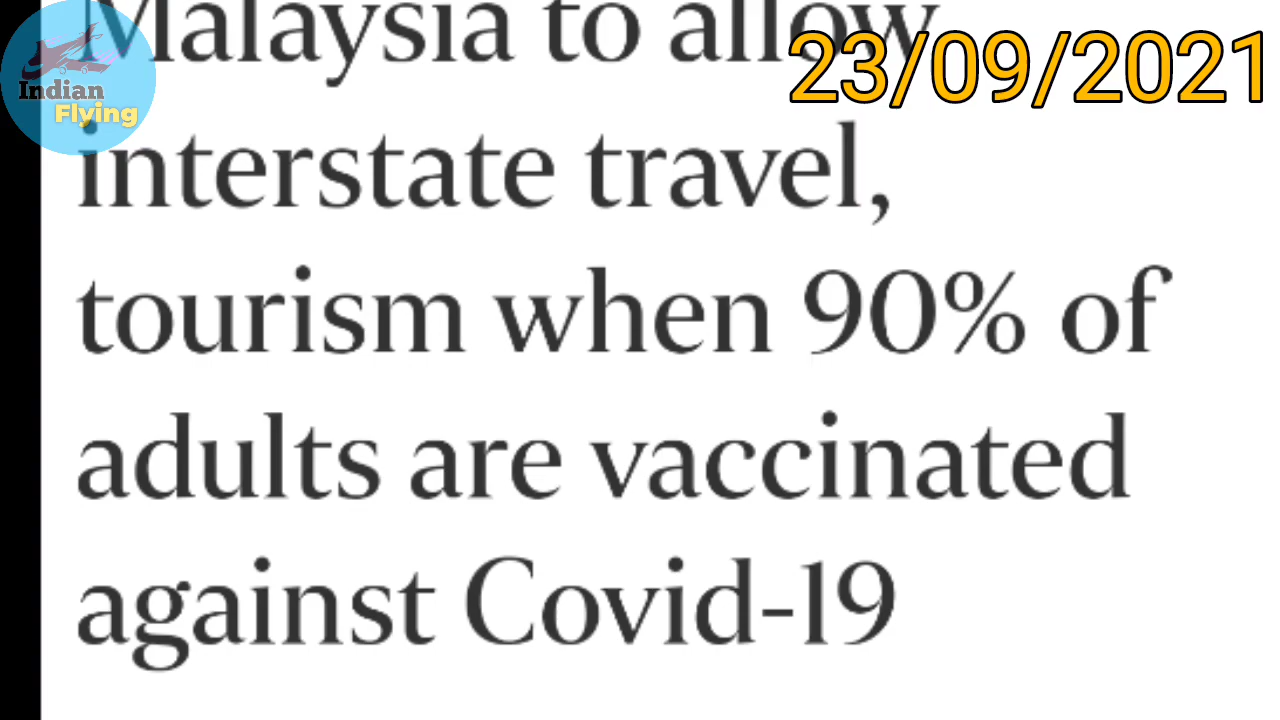 Malaysia to allow
23/09/2021
Indian
Flying
interstate travel,
tourism when 90% of
adults are vaccinated
against Covid-19